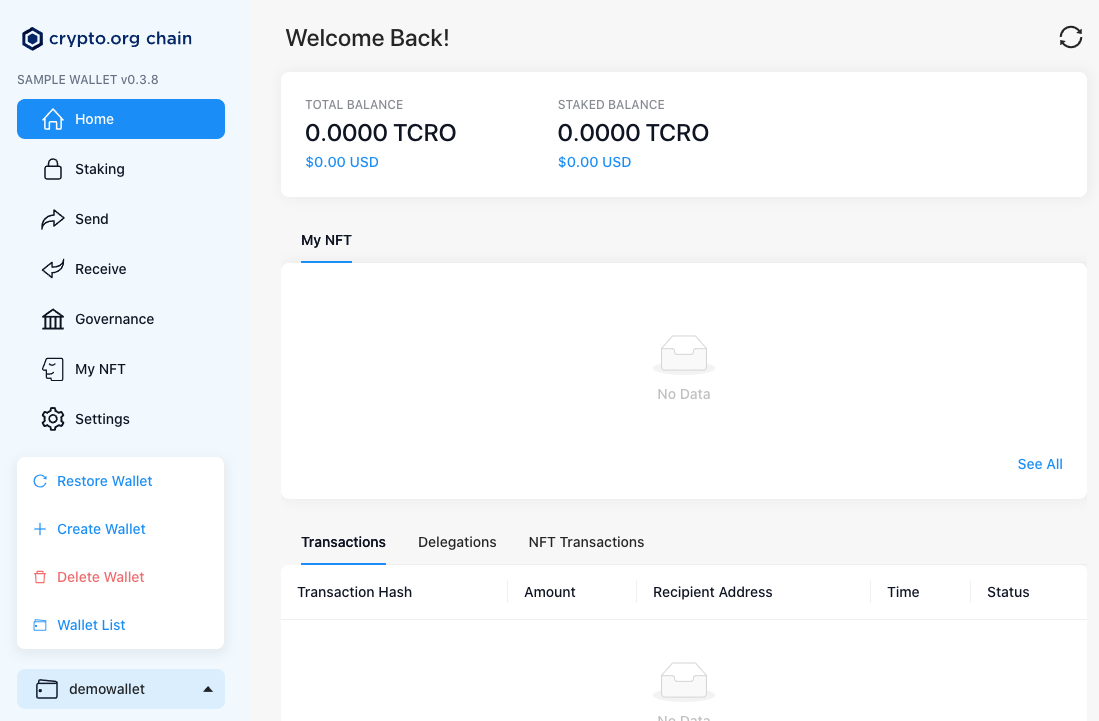 crypto.org chain
SAMPLE WALLET v0.3.8
Home
Staking
Send
Receive
Governance
My NFT
Settings
Restore Wallet
Create Wallet
Delete Wallet
Wallet List
demowallet
Welcome Back!
TOTAL BALANCE STAKED BALANCE
0.0000 TCRO 0.0000 TCRO
$0.00 USD $0.00 USD
My NFT
No Data
See All
Transactions Delegations NFT Transactions
Transaction Hash Amount Recipient Address Time Status
No Data